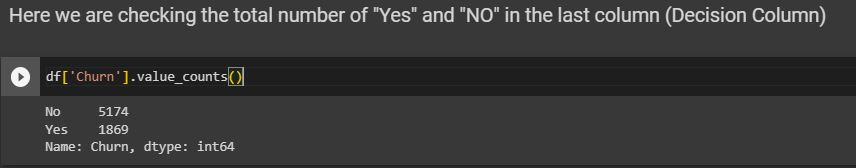 Here we are checking the total number of "Yes" and "NO" in the last column (Decision Column)
df['Churn'].value_counts()
No     5174
Yes    1869
Name: Churn, dtype: int64